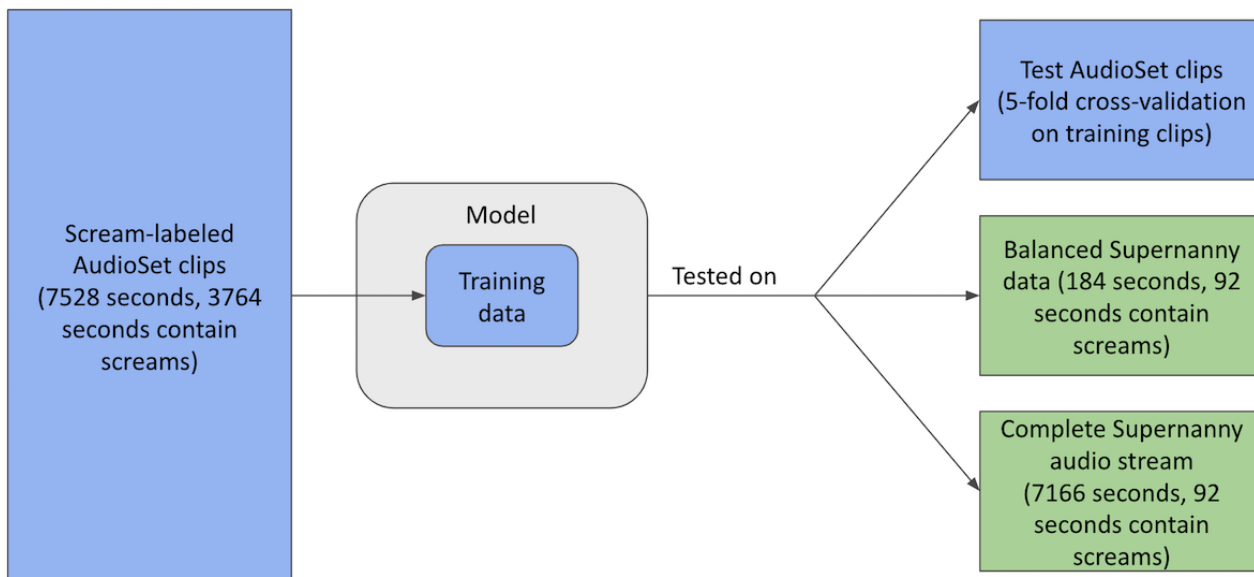 Scream-labeled
AudioSet clips
(7528 seconds, 3764
seconds contain
screams)
Model
Training
data
Tested on
Test AudioSet clips
(5-fold cross-validation
on training clips)
Balanced Supernanny
data (184 seconds, 92
seconds contain
screams)
Complete Supernanny
audio stream
(7166 seconds, 92
seconds contain
screams)